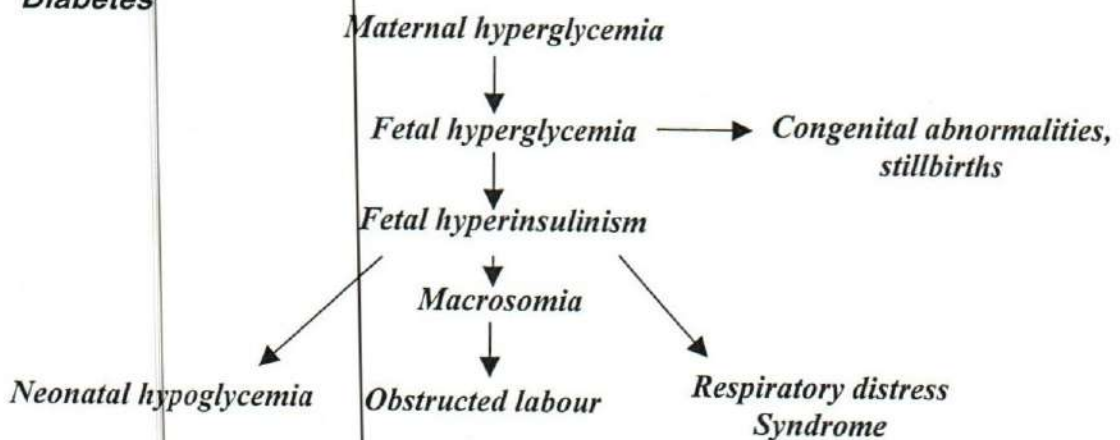 Diabetes
Maternal hyperglycemia
Fetal hyperglycemia
Congenital abnormalities,
stillbirths
Fetal hyperinsulinism
Macrosomia
Neonatal hypoglycemia
Obstructed labour
Respiratory distress
Syndrome